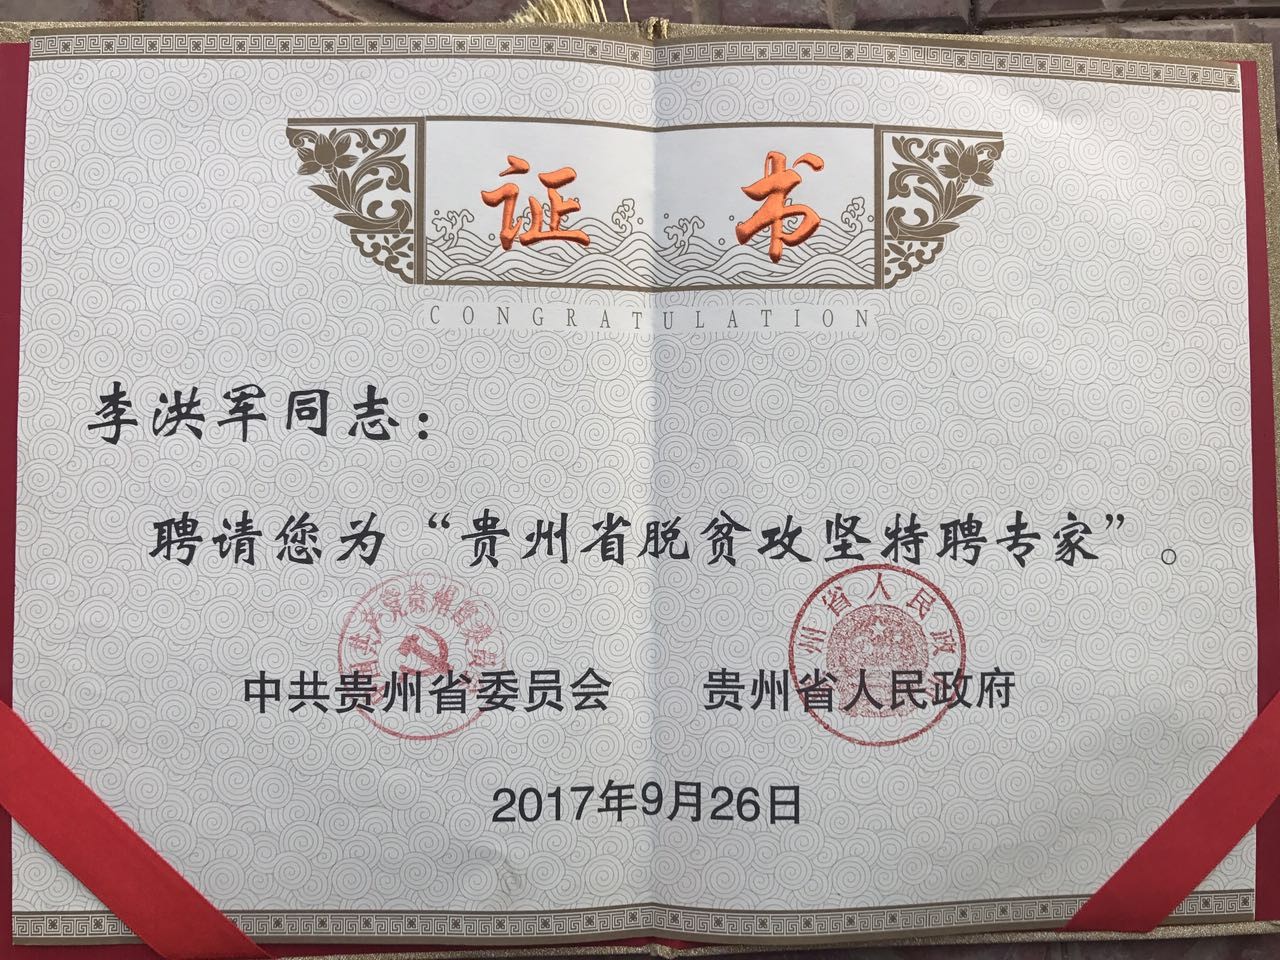 证书
CONGRATULATION
李洪军同志：
聘请您为“贵州省脱贫攻坚特聘专家”。
中共贵州省委员会 贵州省人民政府
2017年9月26日